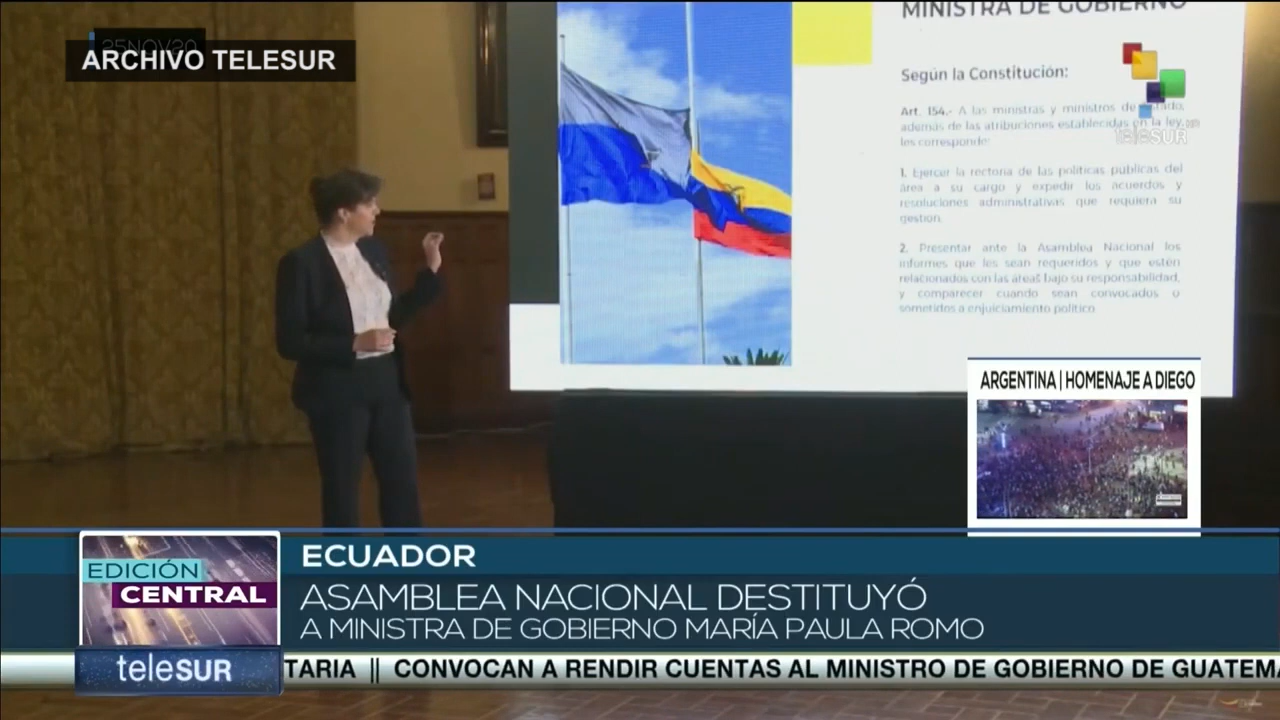 25NOV20
ARCHIVO TELESUR
MINISTRA DE GOBIERNO
Según la Constitución:
Art. 154.- A las ministras y ministros de Estado,
además de las atribuciones establecidas en la ley,
les corresponde:
1. Ejercer la rectoría de las políticas públicas del
área a su cargo y expedir los acuerdos y
resoluciones administrativas que requiera su
gestión.
2. Presentar ante la Asamblea Nacional los
informes que les sean requeridos y que estén
relacionados con las áreas bajo su responsabilidad,
y comparecer cuando sean convocados o
sometidos a enjuiciamiento político
teleSUR
ARGENTINA | HOMENAJE A DIEGO
EDICIÓN
CENTRAL
ECUADOR
ASAMBLEA NACIONAL DESTITUYÓ
A MINISTRA DE GOBIERNO MARÍA PAULA ROMO
teleSUR
TARIA || CONVOCAN A RENDIR CUENTAS AL MINISTRO DE GOBIERNO DE GUATEMA